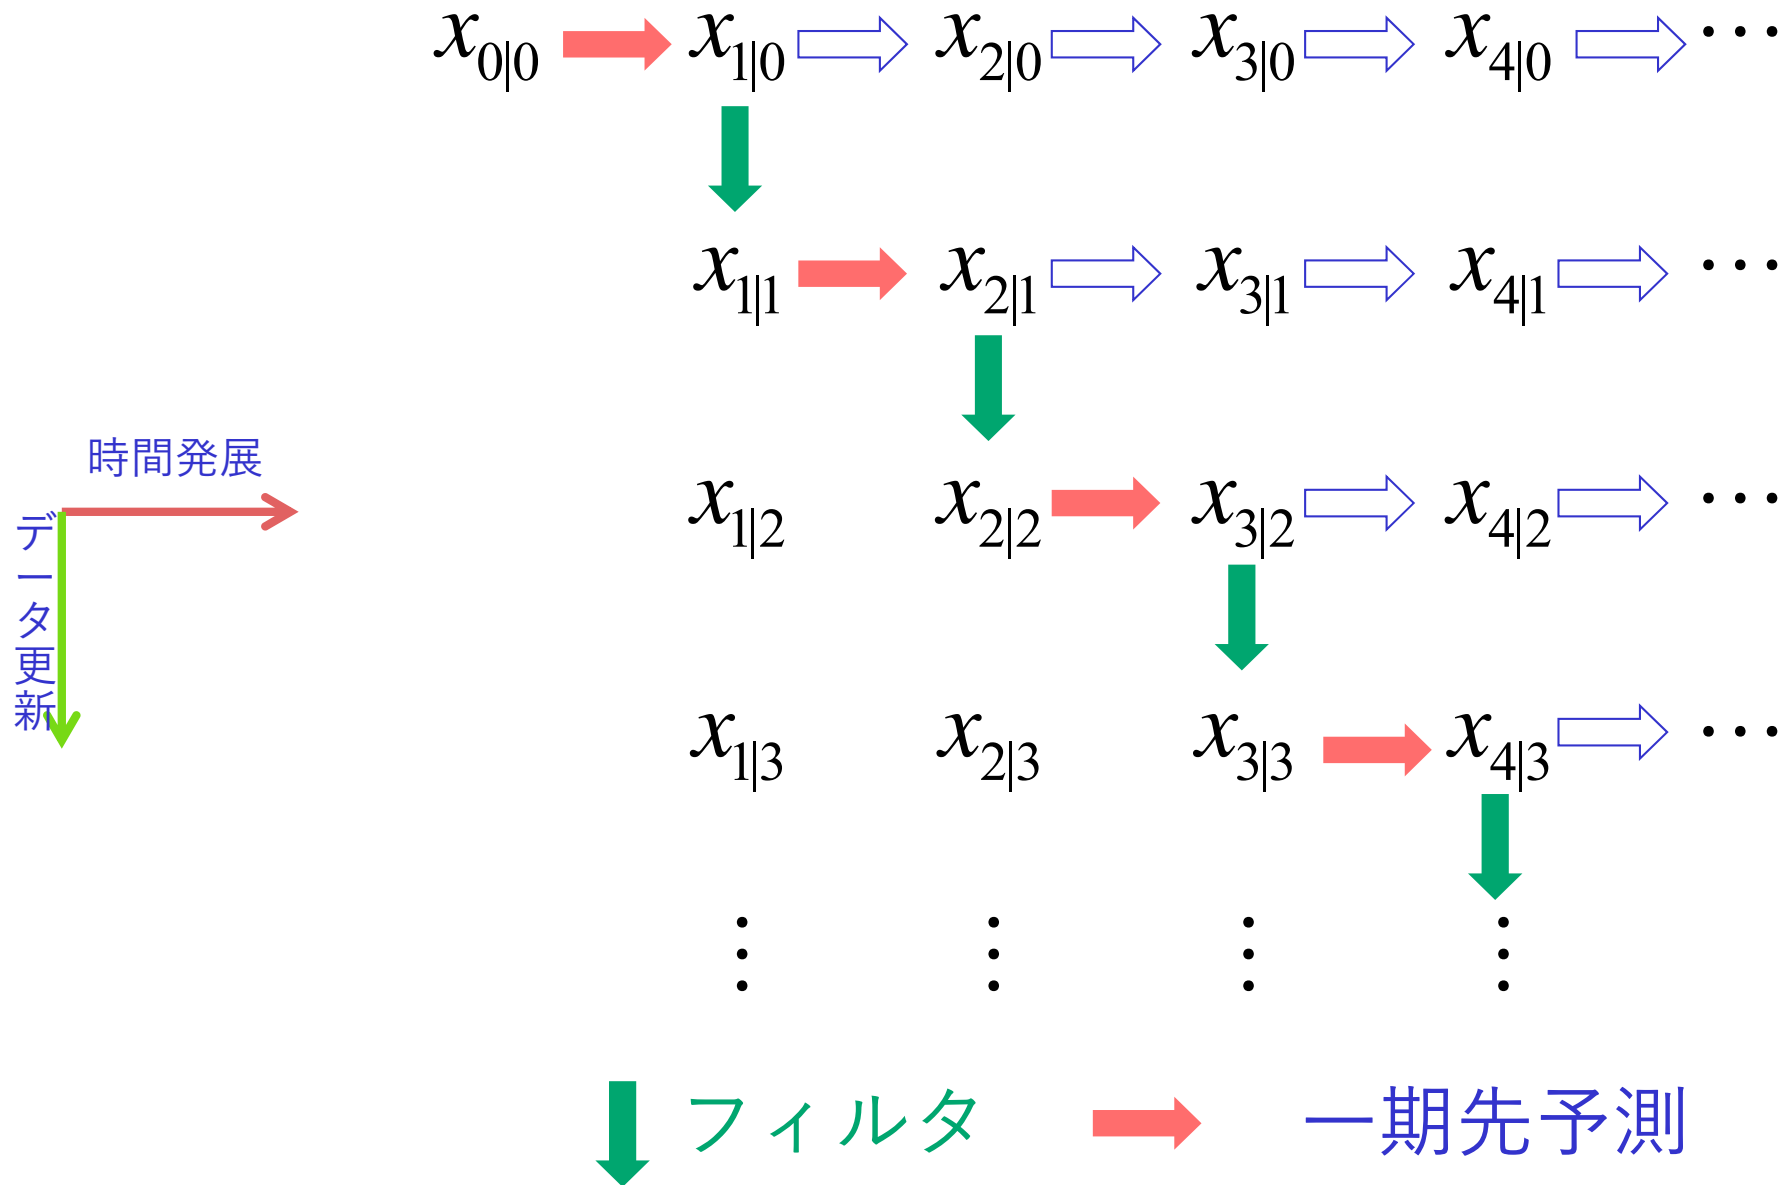 x0|0 x1|0 x2|0 x3|0 x4|0 …
x1|1 x2|1 x3|1 x4|1 …
時間発展
データ更新
x1|2 x2|2 x3|2 x4|2 …
x1|3 x2|3 x3|3 x4|3 …
⋮ ⋮ ⋮ ⋮
フィルタ 一期先予測